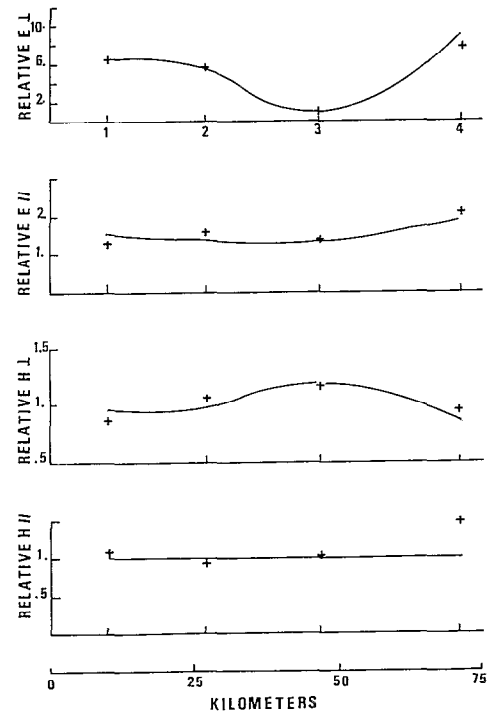 RELATIVE E ⊥
10.
6.
2.
1 2 3 4
RELATIVE E //
2.
1.
RELATIVE H ⊥
1.5
1.
.5
RELATIVE H //
1.
.5
0 25 50 75
KILOMETERS